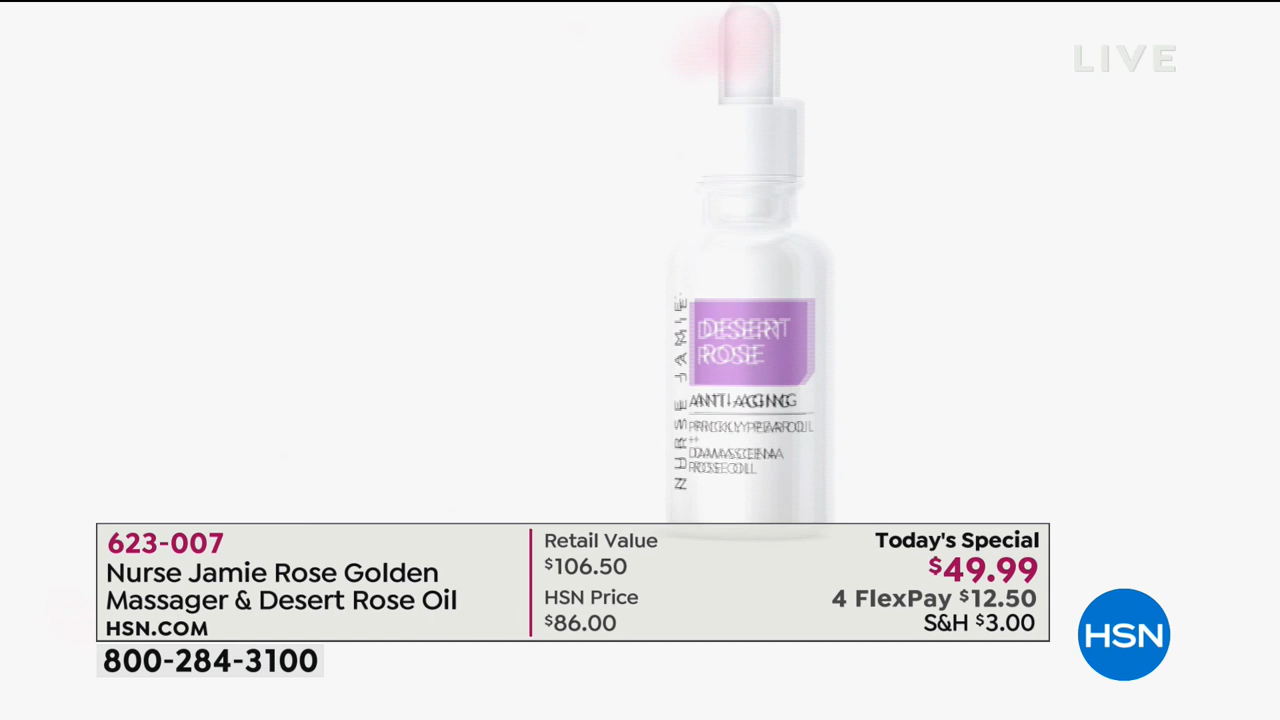 LIVE
NURSE JAMIE
DESERT
ROSE
ANTI-AGING
PRICKLY PEAR OIL
+
DAMASCENA
ROSE OIL
623-007
Nurse Jamie Rose Golden
Massager & Desert Rose Oil
HSN.COM
Retail Value
$106.50
HSN Price
$86.00
Today's Special
$49.99
4 FlexPay $12.50
S&H $3.00
800-284-3100
HSN